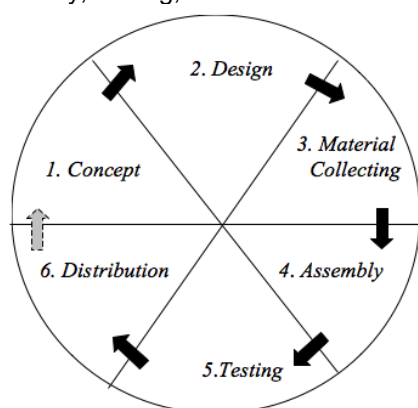 2. Design
3. Material
Collecting
1. Concept
6. Distribution
4. Assembly
5.Testing